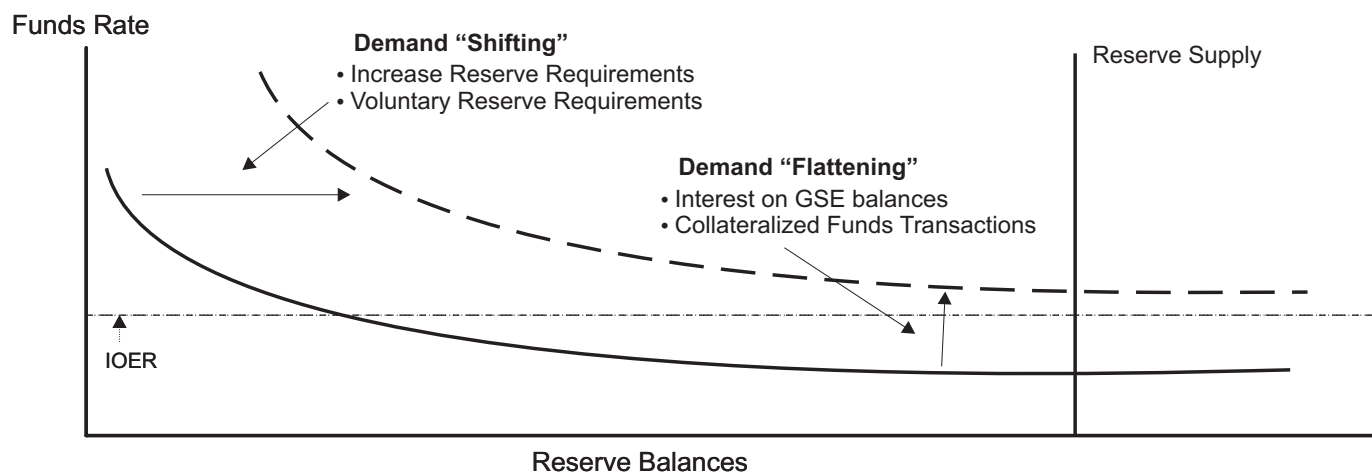 Funds Rate
Demand “Shifting”
• Increase Reserve Requirements
• Voluntary Reserve Requirements
Reserve Supply
Demand “Flattening”
• Interest on GSE balances
• Collateralized Funds Transactions
IOER
Reserve Balances